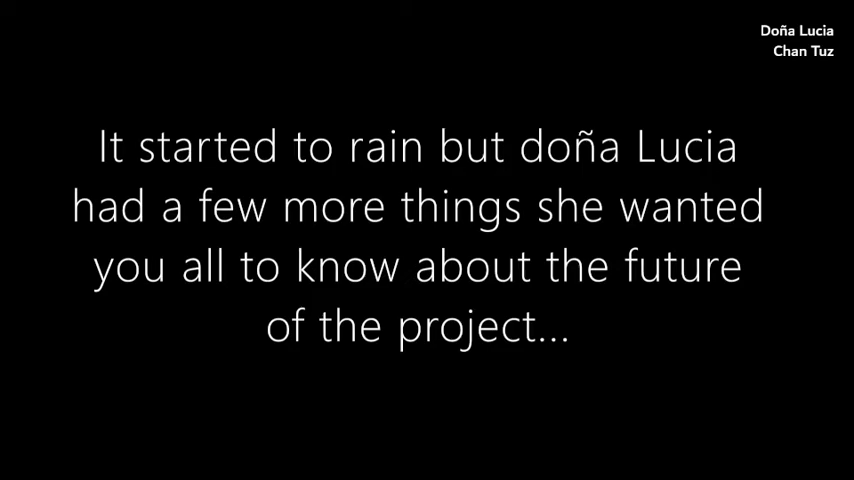 Doña Lucia
Chan Tuz
It started to rain but doña Lucia
had a few more things she wanted
you all to know about the future
of the project...